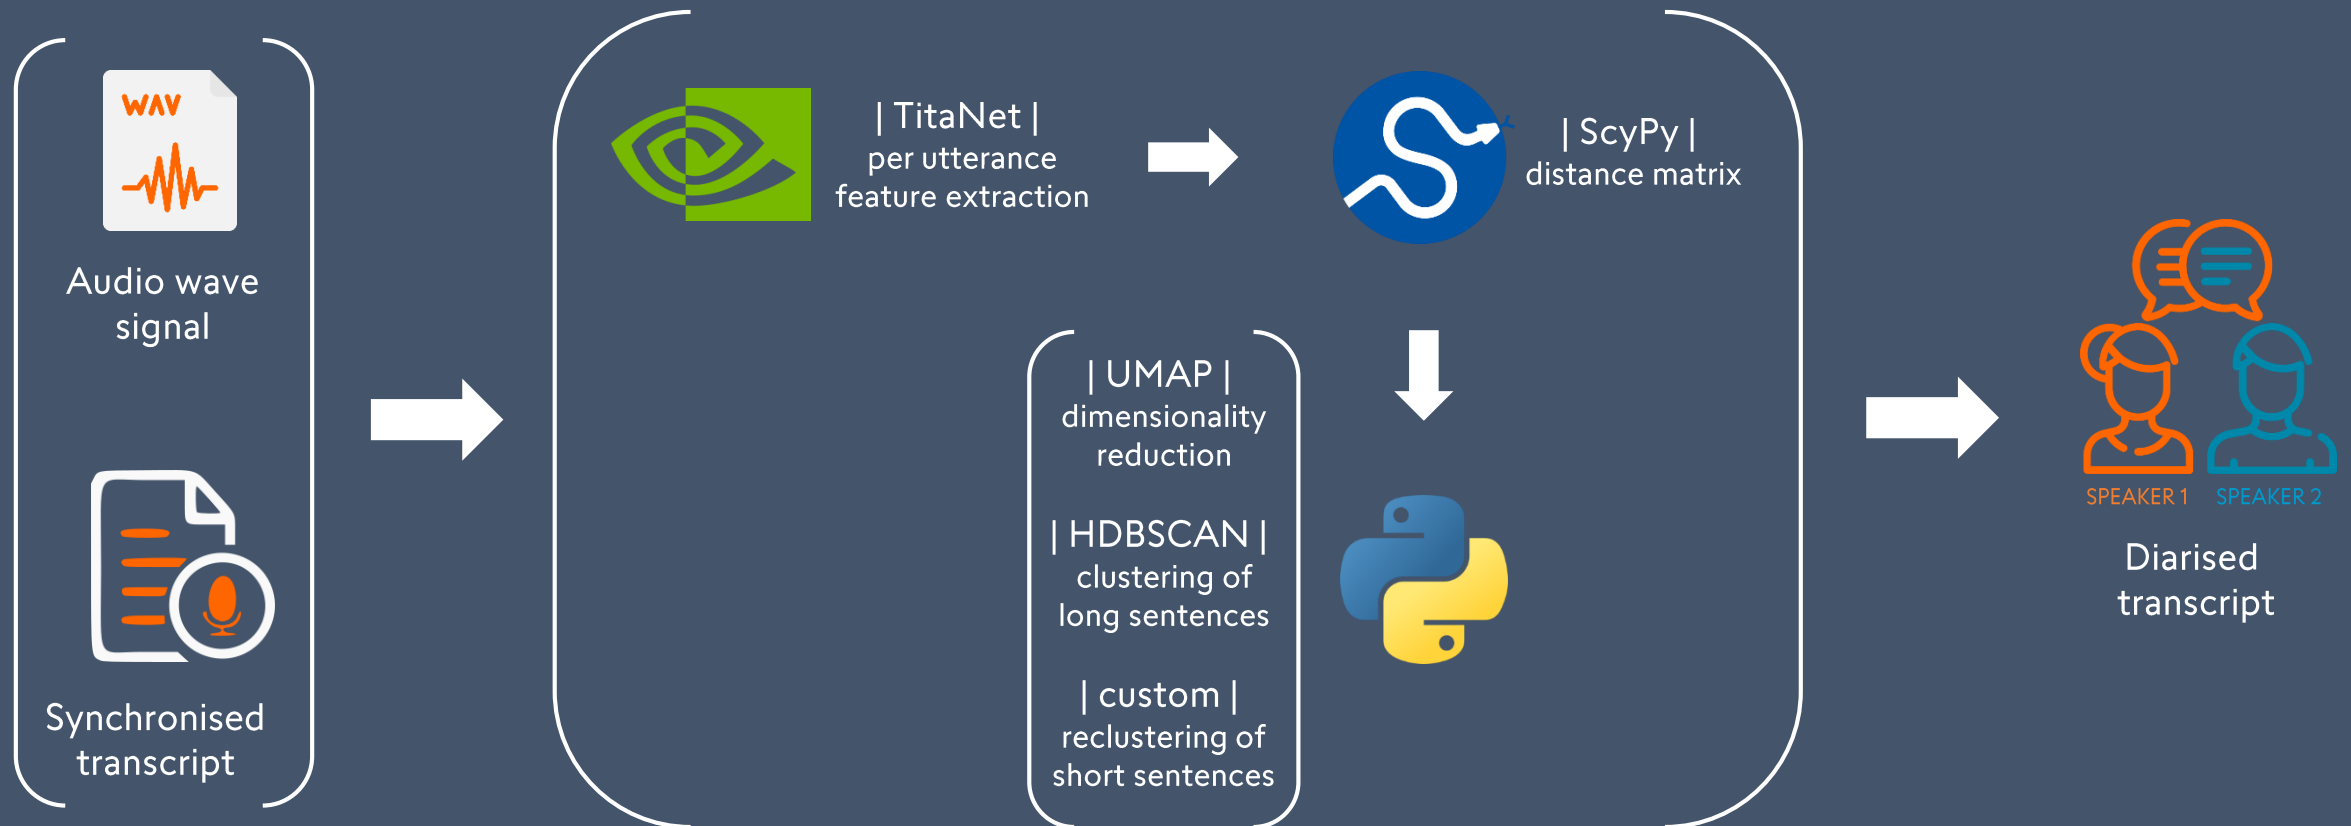 WAV
Audio wave
signal
Synchronised
transcript
| TitaNet |
per utterance
feature extraction
| ScyPy |
distance matrix
| UMAP |
dimensionality
reduction
| HDBSCAN |
clustering of
long sentences
| custom |
reclustering of
short sentences
SPEAKER 1
SPEAKER 2
Diarised
transcript